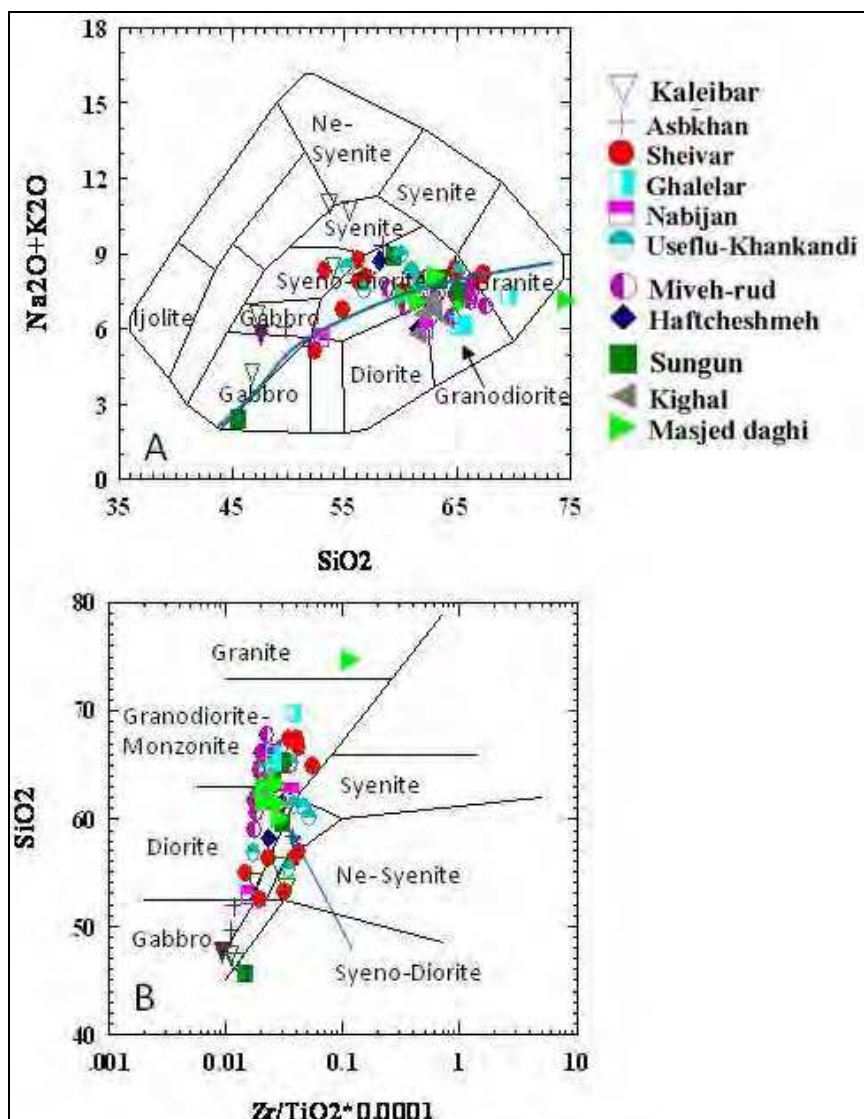 18
15
12
9
6
3
0
Na2O+K2O
Ne-
Syenite
Syenite
Syenite
Syeno-Diorite
Granite
Ijolite
Gabbro
Gabbro
Diorite
Granodiorite
A
35
45
55
65
75
SiO2
Kaleibar
Asbkhan
Sheivar
Ghalelar
Nabijan
Useflu-Khankandi
Miveh-rud
Haftcheshmeh
Sungun
Kighal
Masjed daghi
80
70
60
50
40
SiO2
Granite
Granodiorite-
Monzonite
Syenite
Diorite
Ne-Syenite
Gabbro
Syeno-Diorite
B
.001
0.01
0.1
1
10
Zr/TiO2*0.0001